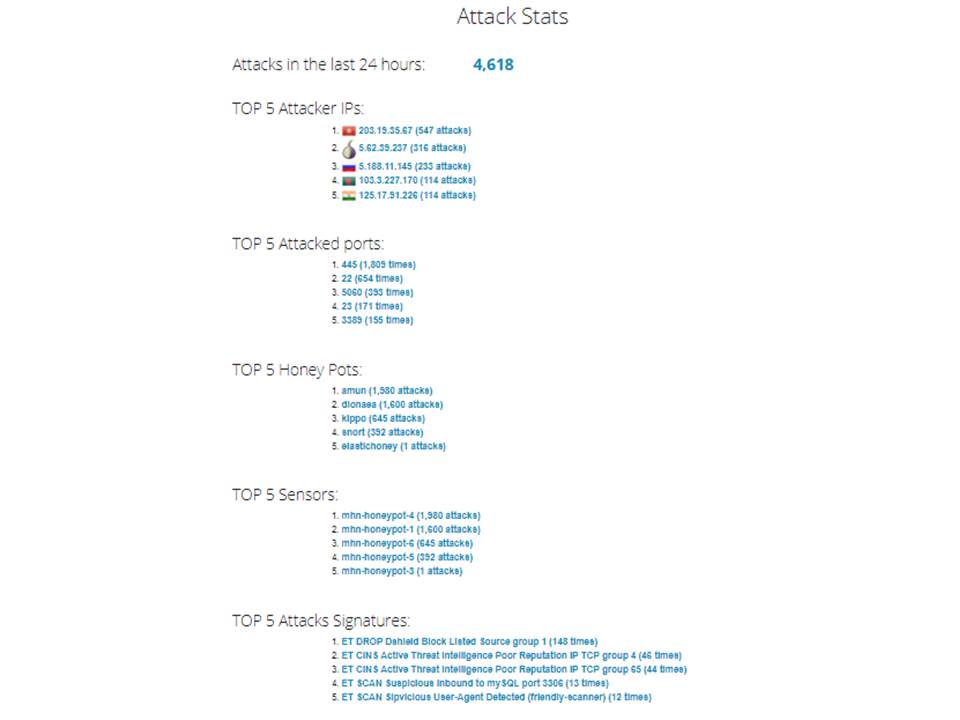 Attack Stats
Attacks in the last 24 hours: 4,618
TOP 5 Attacker IPs:
1. 203.19.35.67 (547 attacks)
2. 5.62.39.237 (316 attacks)
3. 5.188.11.145 (233 attacks)
4. 103.3.227.170 (114 attacks)
5. 125.17.91.226 (114 attacks)
TOP 5 Attacked ports:
1. 445 (1,809 times)
2. 22 (654 times)
3. 5060 (393 times)
4. 23 (171 times)
5. 3389 (155 times)
TOP 5 Honey Pots:
1. amun (1,980 attacks)
2. dionaea (1,600 attacks)
3. kippo (645 attacks)
4. snort (392 attacks)
5. elastichoney (1 attacks)
TOP 5 Sensors:
1. mhn-honeypot-4 (1,980 attacks)
2. mhn-honeypot-1 (1,600 attacks)
3. mhn-honeypot-6 (645 attacks)
4. mhn-honeypot-5 (392 attacks)
5. mhn-honeypot-3 (1 attacks)
TOP 5 Attacks Signatures:
1. ET DROP Dshield Block Listed Source group 1 (148 times)
2. ET CINS Active Threat Intelligence Poor Reputation IP TCP group 4 (46 times)
3. ET CINS Active Threat Intelligence Poor Reputation IP TCP group 65 (44 times)
4. ET SCAN Suspicious inbound to mySQL port 3306 (13 times)
5. ET SCAN Sipvicious User-Agent Detected (friendly-scanner) (12 times)